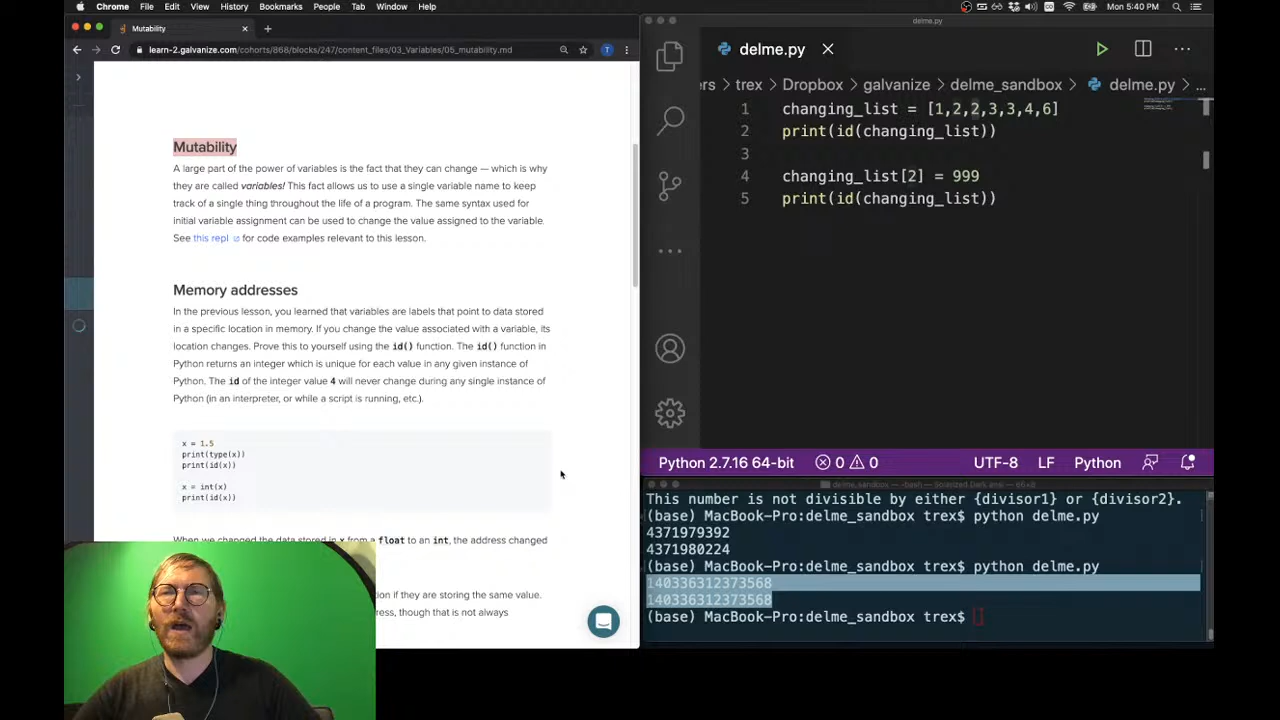 Chrome File Edit View History Bookmarks People Tab Window Help Mon 5:40 PM
Mutability
learn-2.galvanize.com/cohorts/868/blocks/247/content_files/03_Variables/05_mutability.md
T
Mutability
A large part of the power of variables is the fact that they can change — which is why
they are called variables! This fact allows us to use a single variable name to keep
track of a single thing throughout the life of a program. The same syntax used for
initial variable assignment can be used to change the value assigned to the variable.
See this repl for code examples relevant to this lesson.
Memory addresses
In the previous lesson, you learned that variables are labels that point to data stored
in a specific location in memory. If you change the value associated with a variable, its
location changes. Prove this to yourself using the id() function. The id() function in
Python returns an integer which is unique for each value in any given instance of
Python. The id of the integer value 4 will never change during any single instance of
Python (in an interpreter, or while a script is running, etc.).
x = 1.5
print(type(x))
print(id(x))
x = int(x)
print(id(x))
When we changed the data stored in x from a float to an int, the address changed
ion if they are storing the same value.
ress, though that is not always
delme.py
delme.py
ers › trex › Dropbox › galvanize › delme_sandbox › delme.py › ...
1 changing_list = [1,2,2,3,3,4,6]
2 print(id(changing_list))
3
4 changing_list[2] = 999
5 print(id(changing_list))
Python 2.7.16 64-bit 0 0 UTF-8 LF Python
This number is not divisible by either {divisor1} or {divisor2}.
(base) MacBook-Pro:delme_sandbox trex$ python delme.py
4371979392
4371980224
(base) MacBook-Pro:delme_sandbox trex$ python delme.py
140336312373568
140336312373568
(base) MacBook-Pro:delme_sandbox trex$